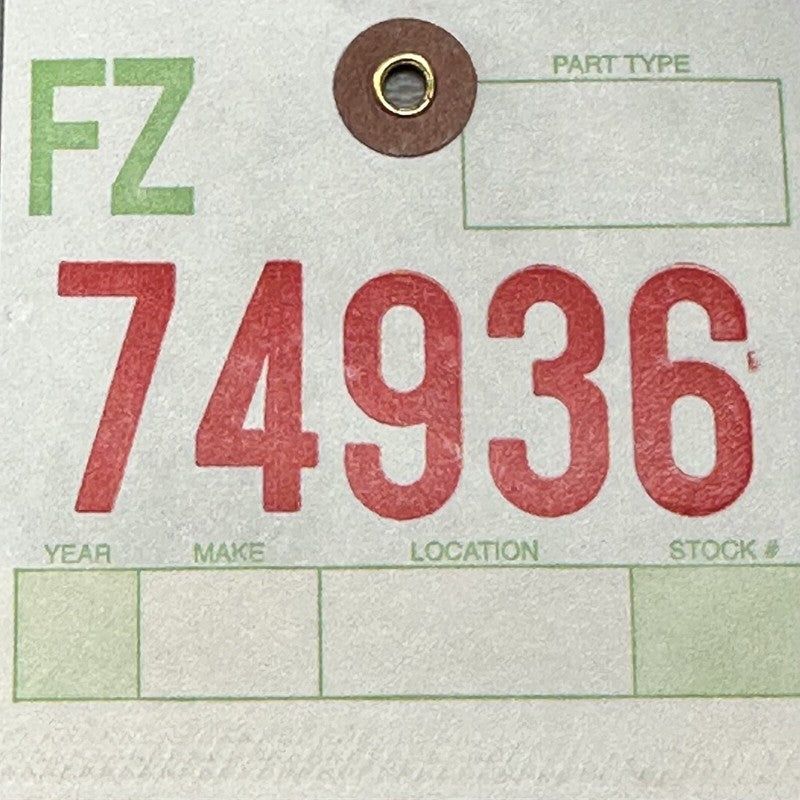 FZ
PART TYPE
74936
YEAR MAKE LOCATION STOCK #